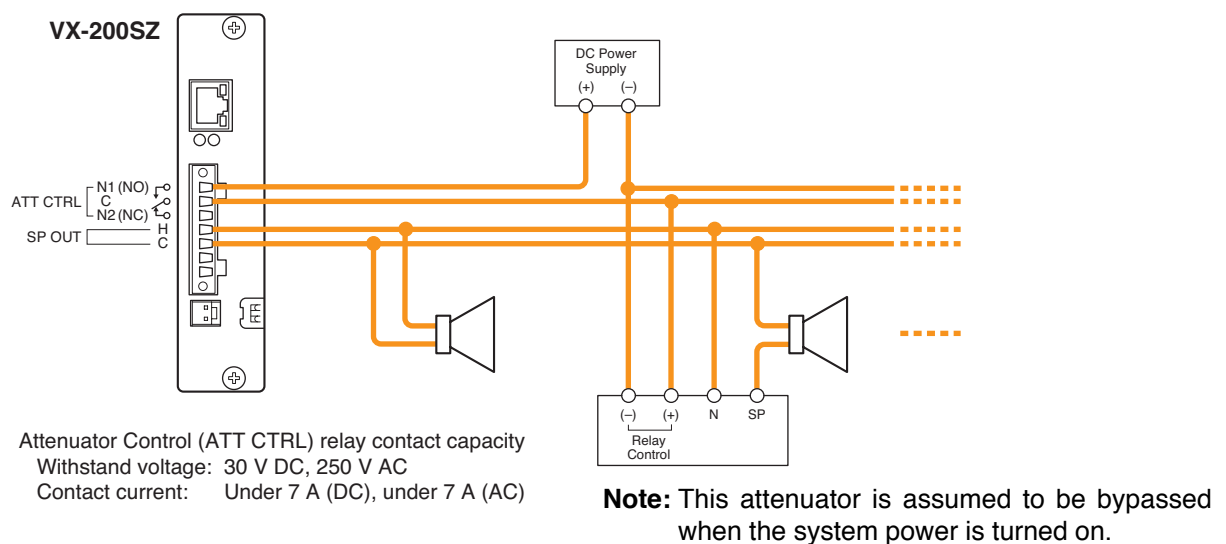 VX-200SZ
DC Power
Supply
(+) (–)
ATT CTRL
N1 (NO)
C
N2 (NC)
SP OUT
H
C
(–) (+) N SP
Relay
Control
Attenuator Control (ATT CTRL) relay contact capacity
Withstand voltage: 30 V DC, 250 V AC
Contact current: Under 7 A (DC), under 7 A (AC)
Note: This attenuator is assumed to be bypassed
when the system power is turned on.